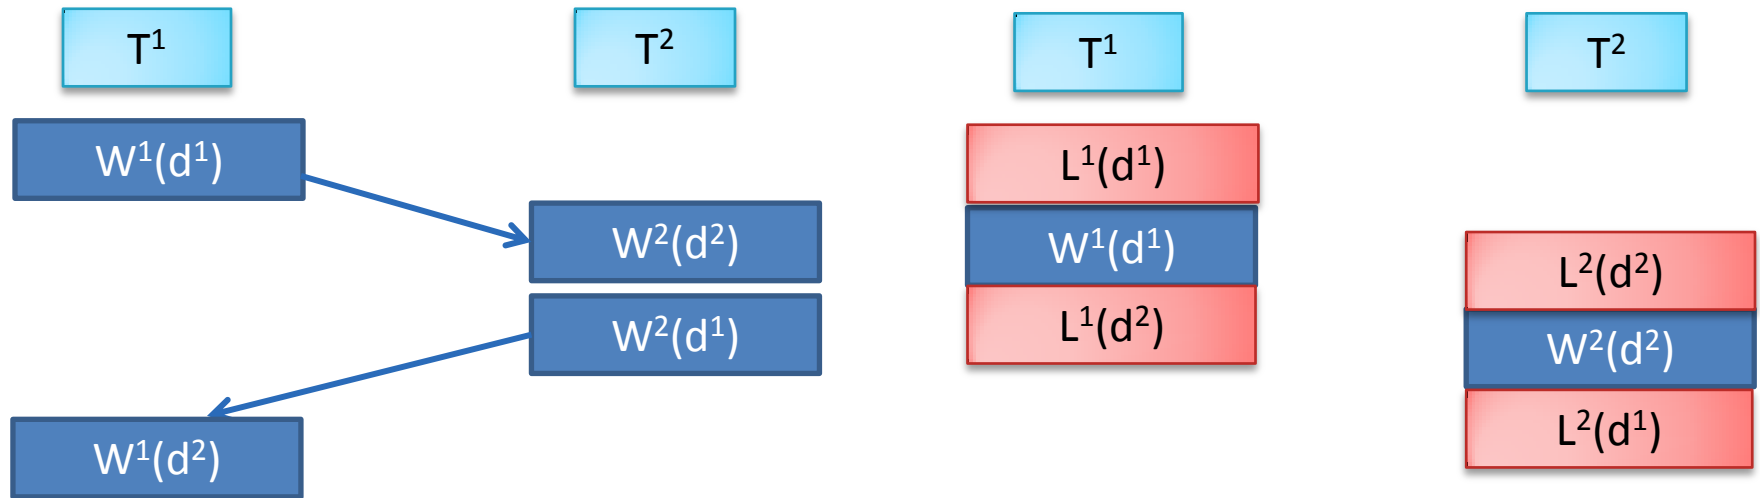 T¹
T²
W¹(d¹)
W²(d²)
W²(d¹)
W¹(d²)
T¹
T²
L¹(d¹)
W¹(d¹)
L¹(d²)
L²(d²)
W²(d²)
L²(d¹)